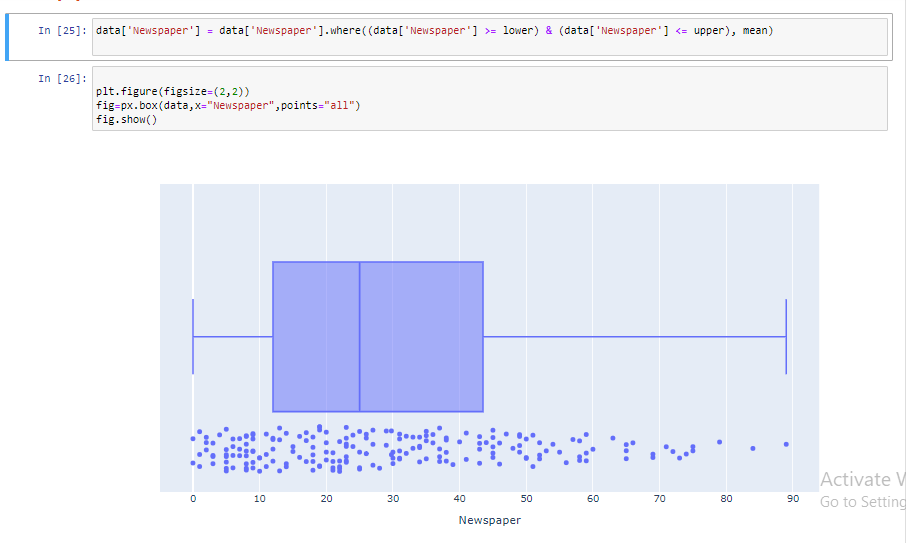 In [25]: data['Newspaper'] = data['Newspaper'].where((data['Newspaper'] >= lower) & (data['Newspaper'] <= upper), mean)
In [26]:
plt.figure(figsize=(2,2))
fig=px.box(data,x="Newspaper",points="all")
fig.show()
0 10 20 30 40 50 60 70 80 90
Newspaper
Activate W
Go to Setting